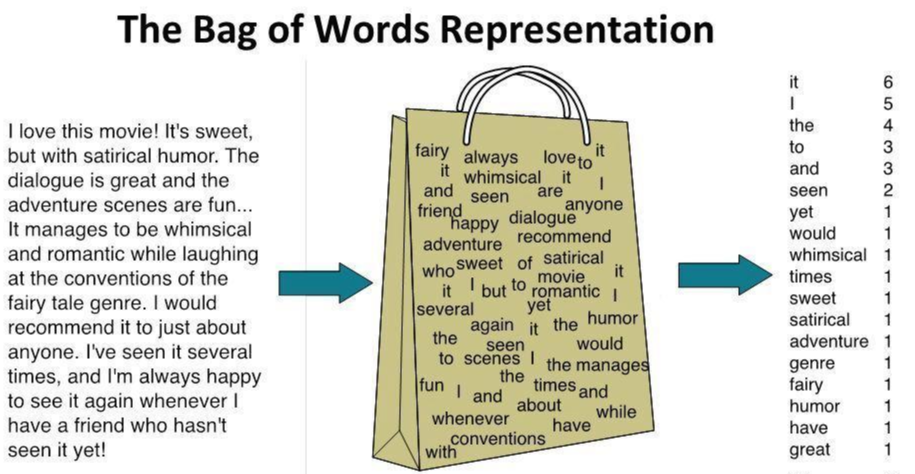 The Bag of Words Representation
I love this movie! It's sweet,
but with satirical humor. The
dialogue is great and the
adventure scenes are fun...
It manages to be whimsical
and romantic while laughing
at the conventions of the
fairy tale genre. I would
recommend it to just about
anyone. I've seen it several
times, and I'm always happy
to see it again whenever I
have a friend who hasn't
seen it yet!
fairy always love to it
it whimsical it I
and seen are anyone
friend happy dialogue
adventure recommend
who sweet of satirical
it I but to movie it
romantic I
several yet
again it the humor
the seen would
to scenes I the manages
fun I and the times and
about while
whenever have
conventions
with
it 6
I 5
the 4
to 3
and 3
seen 2
yet 1
would 1
whimsical 1
times 1
sweet 1
satirical 1
adventure 1
genre 1
fairy 1
humor 1
have 1
great 1